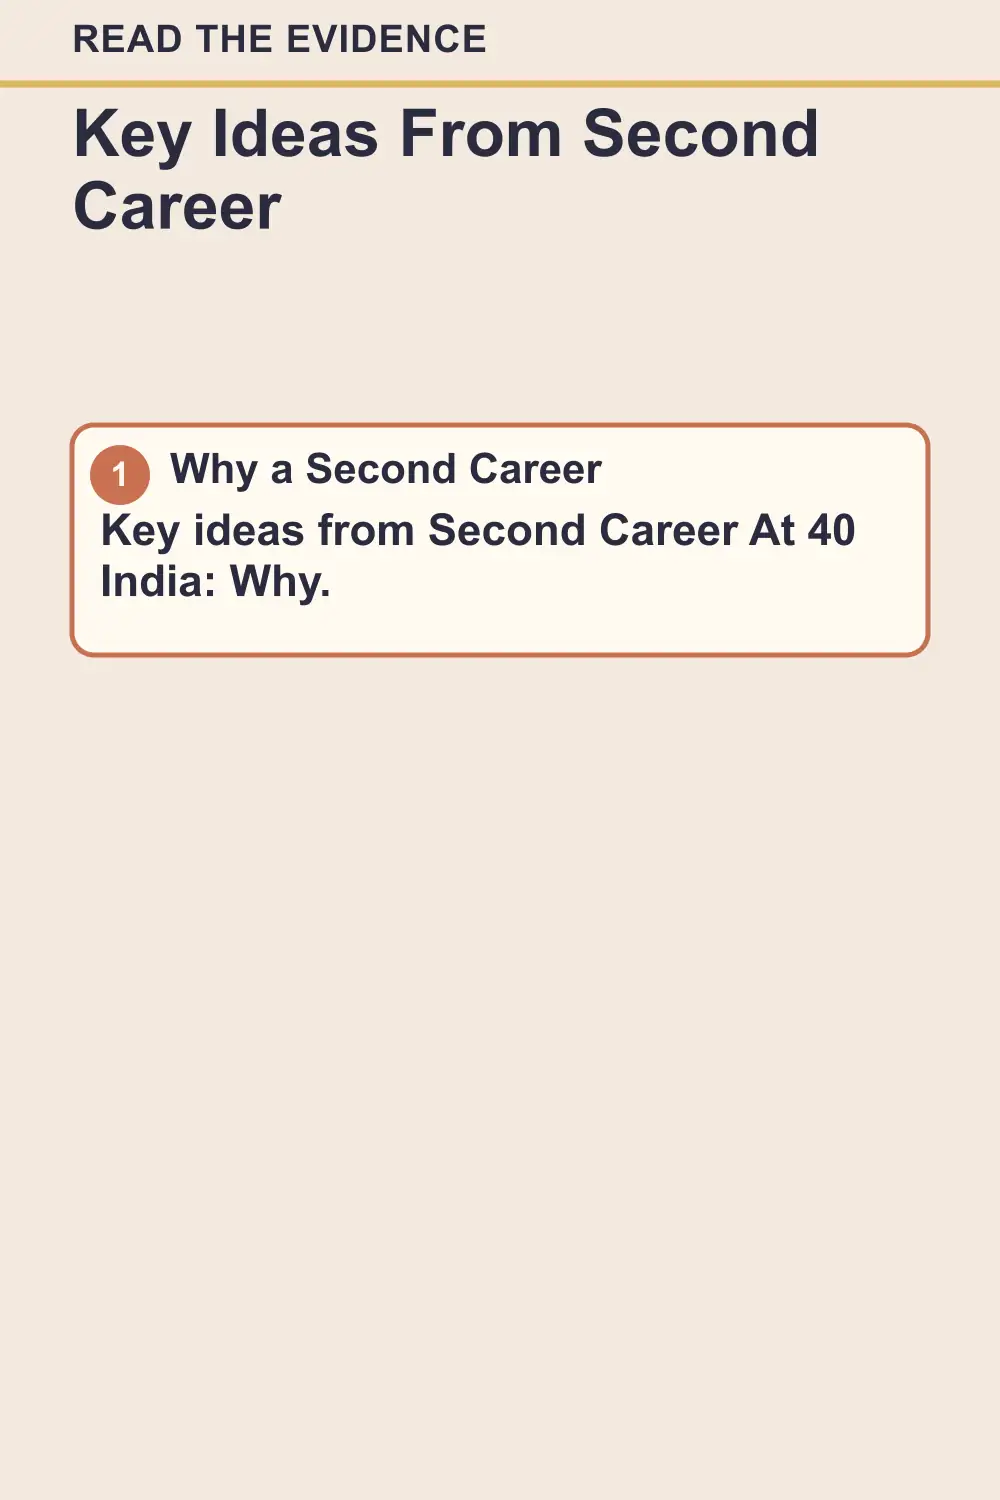 READ THE EVIDENCE
Key Ideas From Second
Career
1 Why a Second Career
Key ideas from Second Career At 40
India: Why.